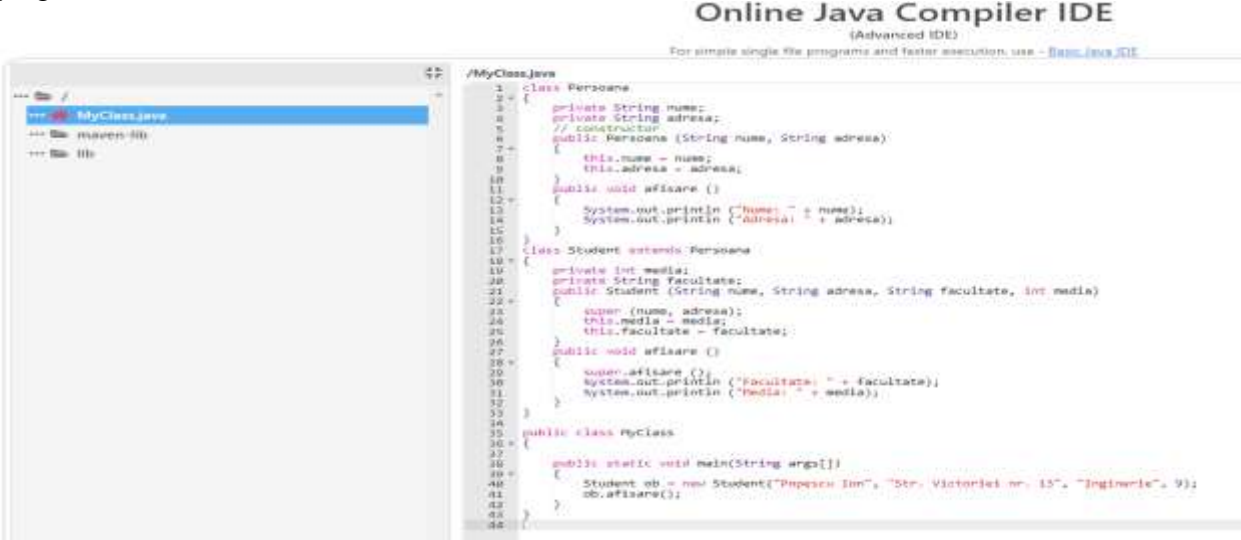 Online Java Compiler IDE
(Advanced IDE)
For simple single file programs and faster execution, use - Basic Java IDE
/MyClass.java
/
MyClass.java
maven-lib
lib
1 class Persoana
2 {
3 private String nume;
4 private String adresa;
5 // constructor
6 public Persoana (String nume, String adresa)
7 {
8 this.nume = nume;
9 this.adresa = adresa;
10 }
11 public void afisare ()
12 {
13 System.out.println ("Nume: " + nume);
14 System.out.println ("Adresa: " + adresa);
15 }
16 }
17 class Student extends Persoana
18 {
19 private int media;
20 private String facultate;
21 public Student (String nume, String adresa, String facultate, int media)
22 {
23 super (nume, adresa);
24 this.media = media;
25 this.facultate = facultate;
26 }
27 public void afisare ()
28 {
29 super.afisare ();
30 System.out.println ("Facultate: " + facultate);
31 System.out.println ("Media: " + media);
32 }
33 }
34
35 public class MyClass
36 {
37
38 public static void main(String args[])
39 {
40 Student ob = new Student("Popescu Ion", "Str. Victoriei nr. 15", "Inginerie", 9);
41 ob.afisare();
42 }
43 }
44